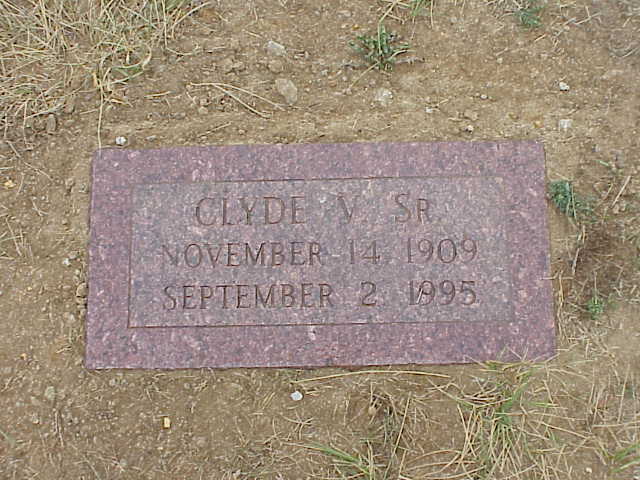 CLYDE V. SR.
NOVEMBER 14 1909
SEPTEMBER 2 1995